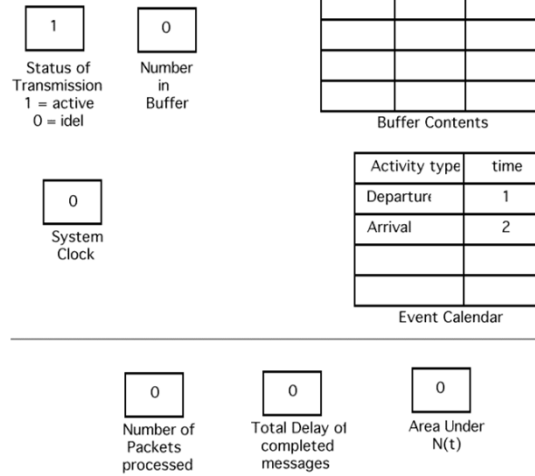 1
0
Status of
Transmission
1 = active
0 = idel
Number
in
Buffer
Buffer Contents
0
System
Clock
Activity type time
Departure 1
Arrival 2
Event Calendar
0
Number of
Packets
processed
0
Total Delay of
completed
messages
0
Area Under
N(t)